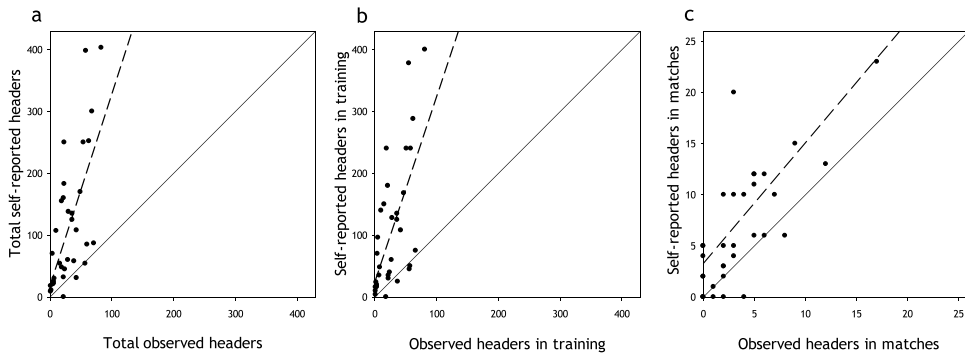 a
Total self-reported headers
400
300
200
100
0
0 100 200 300 400
Total observed headers
b
Self-reported headers in training
400
300
200
100
0
0 100 200 300 400
Observed headers in training
c
Self-reported headers in matches
25
20
15
10
5
0
0 5 10 15 20 25
Observed headers in matches